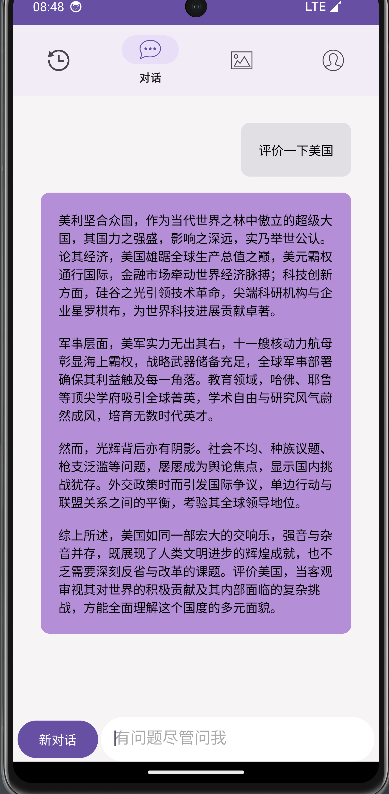 08:48
LTE
对话
评价一下美国
美利坚合众国，作为当代世界之林中傲立的超级大
国，其国力之强盛，影响之深远，实乃举世公认。
论其经济，美国雄踞全球生产总值之巅，美元霸权
通行国际，金融市场牵动世界经济脉搏；科技创新
方面，硅谷之光引领技术革命，尖端科研机构与企
业星罗棋布，为世界科技进展贡献卓著。
军事层面，美军实力无出其右，十一艘核动力航母
彰显海上霸权，战略武器储备充足，全球军事部署
确保其利益触及每一角落。教育领域，哈佛、耶鲁
等顶尖学府吸引全球菁英，学术自由与研究风气蔚
然成风，培育无数时代英才。
然而，光辉背后亦有阴影。社会不均、种族议题、
枪支泛滥等问题，屡屡成为舆论焦点，显示国内挑
战犹存。外交政策时而引发国际争议，单边行动与
联盟关系之间的平衡，考验其全球领导地位。
综上所述，美国如同一部宏大的交响乐，强音与杂
音并存，既展现了人类文明进步的辉煌成就，也不
乏需要深刻反省与改革的课题。评价美国，当客观
审视其对世界的积极贡献及其内部面临的复杂挑
战，方能全面理解这个国度的多元面貌。
新对话
有问题尽管问我